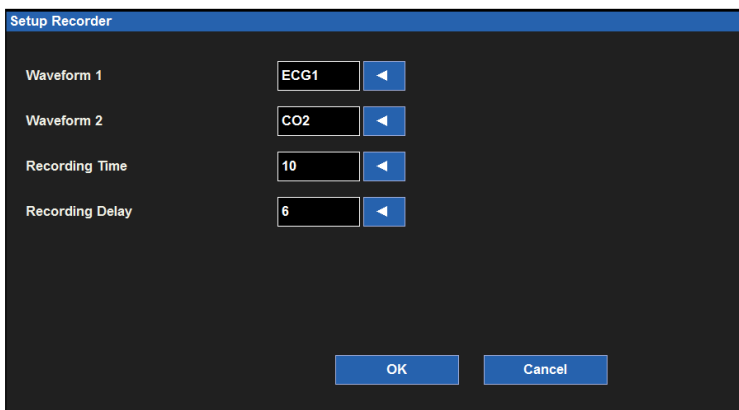 Setup Recorder
Waveform 1 ECG1
Waveform 2 CO2
Recording Time 10
Recording Delay 6
OK Cancel